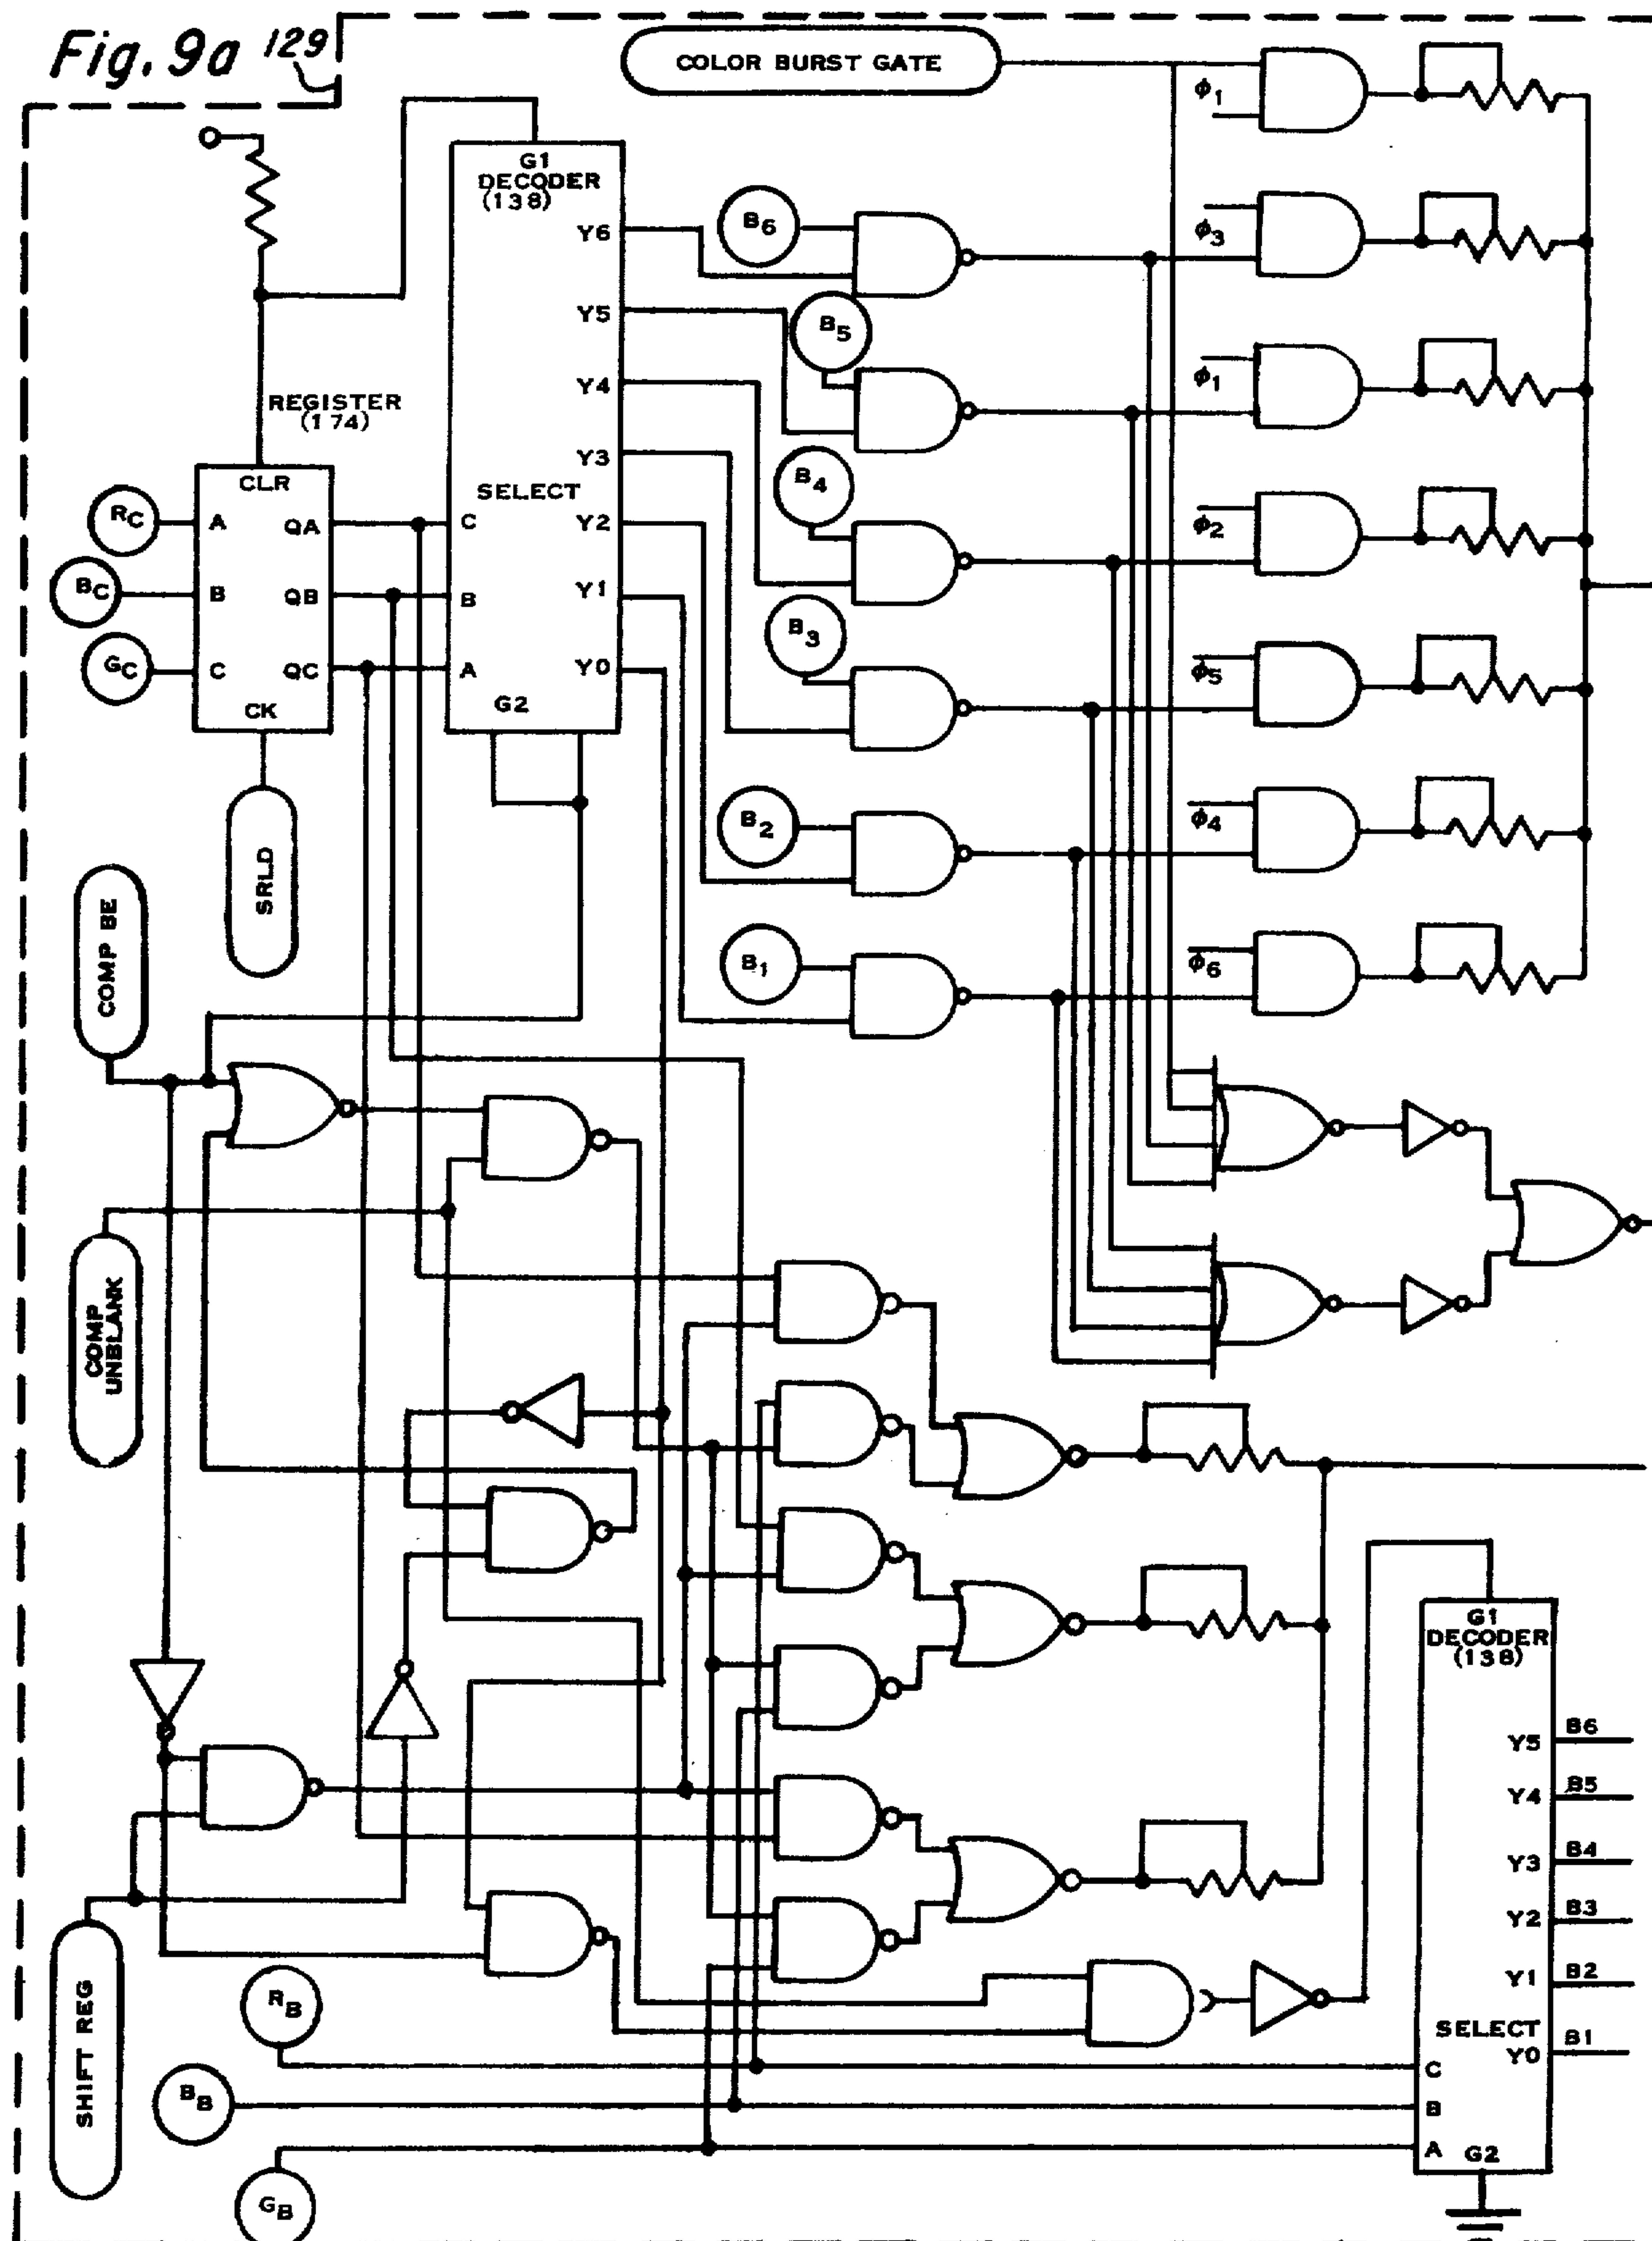 Fig. 9a
129
COLOR BURST GATE
ϕ1
G1
DECODER
(138)
Y6
B6
ϕ3
Y5
B5
Y4
ϕ1
REGISTER
(174)
Y3
B4
SELECT
CLR
RC
A
QA
C
Y2
ϕ2
BC
B
QB
B
Y1
B3
GC
C
QC
A
Y0
ϕ5
CK
G2
B2
ϕ4
SRLD
COMP BE
B1
ϕ6
COMP
UNBLANK
G1
DECODER
(138)
Y5
B6
Y4
B5
Y3
B4
Y2
B3
Y1
B2
SELECT
Y0
B1
SHIFT REG
RB
C
BB
B
A
G2
GB